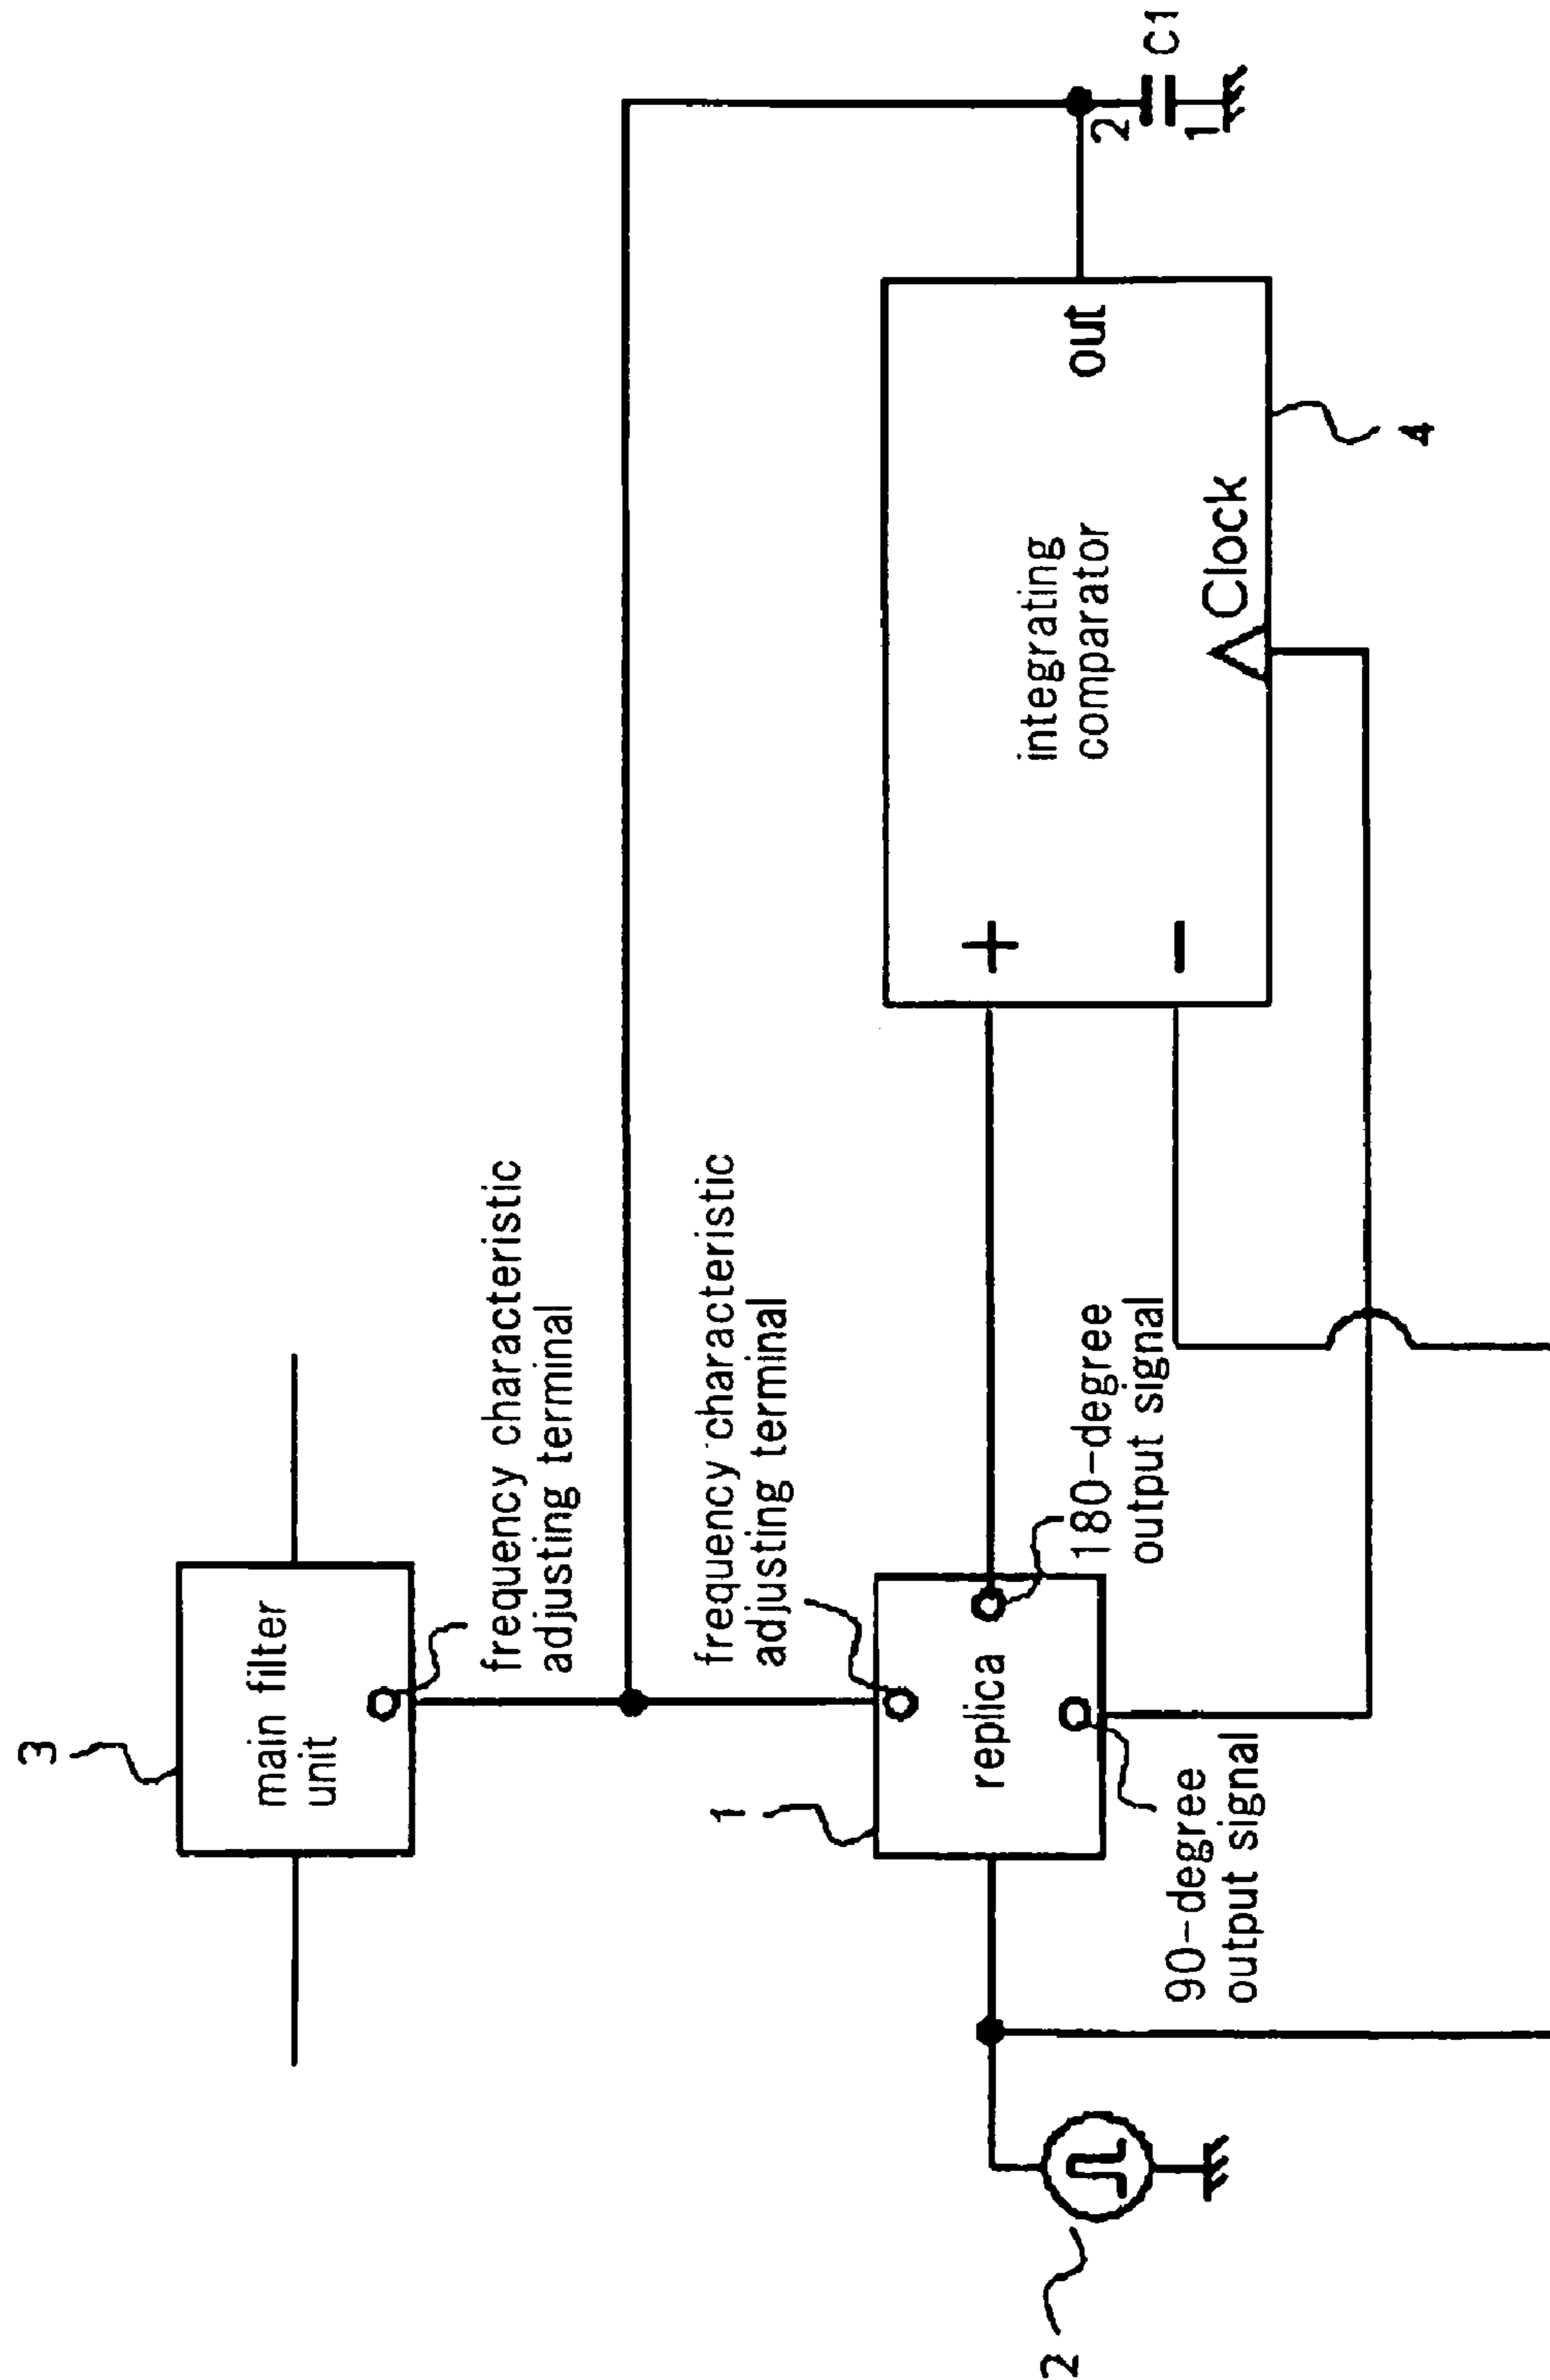 3
main filter
unit
frequency characteristic
adjusting terminal
frequency characteristic
adjusting terminal
1
replica
180-degree
output signal
90-degree
output signal
2
+
−
integrating
comparator
Clock
out
4
2
1
C1